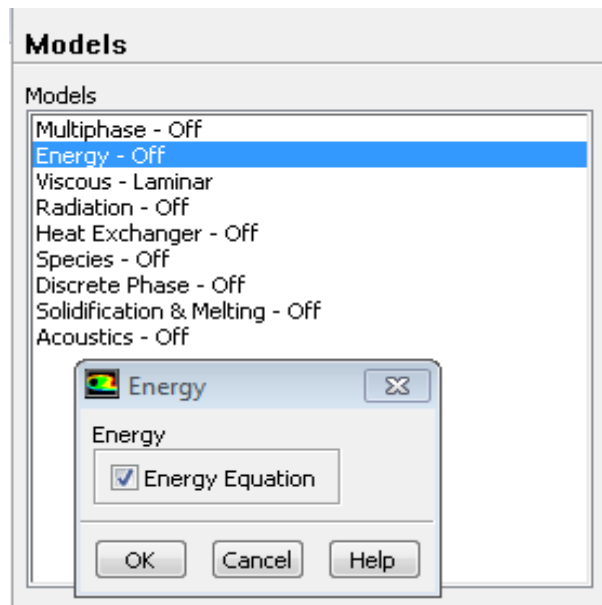 Models
Models
Multiphase - Off
Energy - Off
Viscous - Laminar
Radiation - Off
Heat Exchanger - Off
Species - Off
Discrete Phase - Off
Solidification & Melting - Off
Acoustics - Off
Energy
Energy
Energy Equation
OK Cancel Help